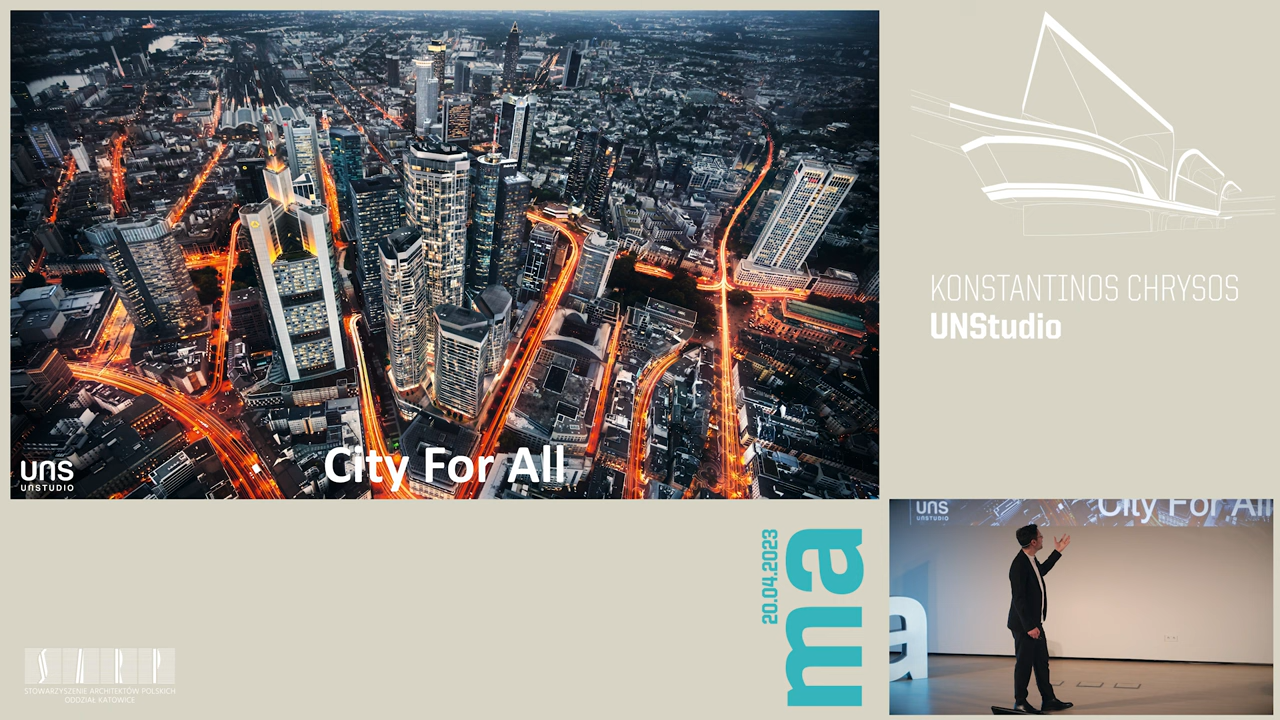 City For All
UNS
UNSTUDIO
KONSTANTINOS CHRYSOS
UNStudio
20.04.2023
ma
UNS
UNSTUDIO
City For All
a
SARP
STOWARZYSZENIE ARCHITEKTÓW POLSKICH
ODDZIAŁ KATOWICE